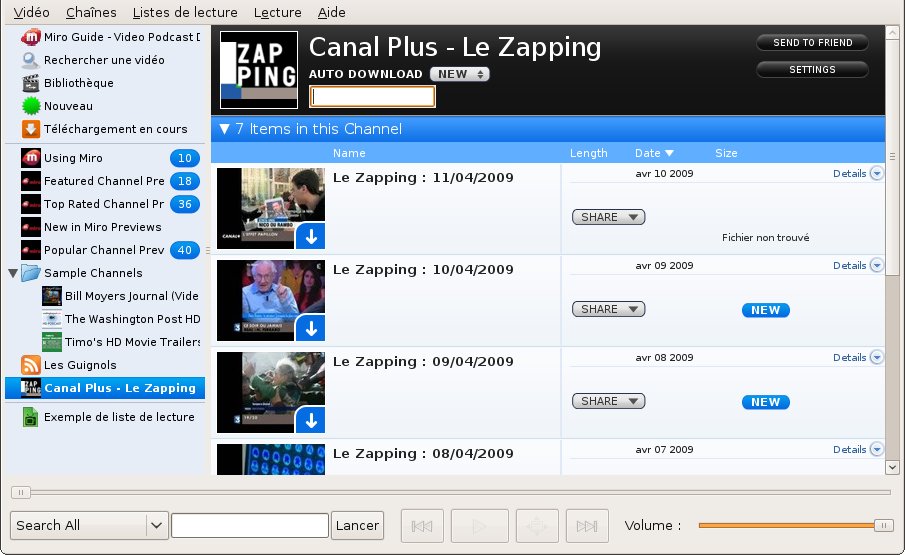 Vidéo Chaînes Listes de lecture Lecture Aide
Miro Guide - Video Podcast D
Rechercher une vidéo
Bibliothèque
Nouveau
Téléchargement en cours
Using Miro 10
Featured Channel Pre 18
Top Rated Channel Pr 36
New in Miro Previews
Popular Channel Prev 40
Sample Channels
Bill Moyers Journal (Vide
The Washington Post HD
Timo's HD Movie Trailers
Les Guignols
Canal Plus - Le Zapping
Exemple de liste de lecture
ZAP
PING
Canal Plus - Le Zapping
AUTO DOWNLOAD NEW
SEND TO FRIEND
SETTINGS
7 Items in this Channel
Name Length Date Size
Le Zapping : 11/04/2009 avr 10 2009 Details
SHARE
Fichier non trouvé
Le Zapping : 10/04/2009 avr 09 2009 Details
SHARE NEW
Le Zapping : 09/04/2009 avr 08 2009 Details
SHARE NEW
Le Zapping : 08/04/2009 avr 07 2009 Details
Search All Lancer Volume :